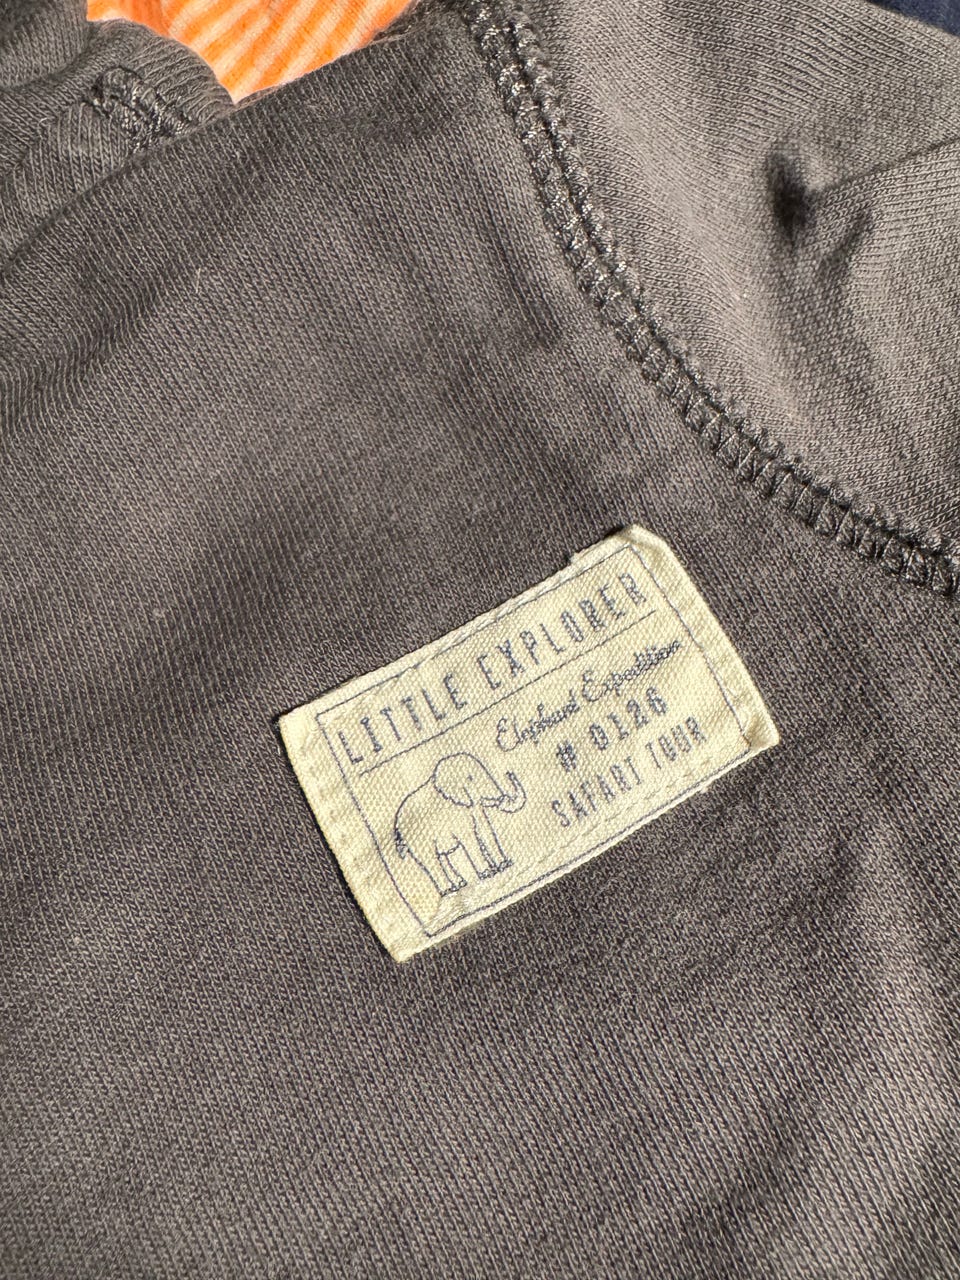 LITTLE EXPLORER
Elephant Expedition
# 0126
SAFARI TOUR